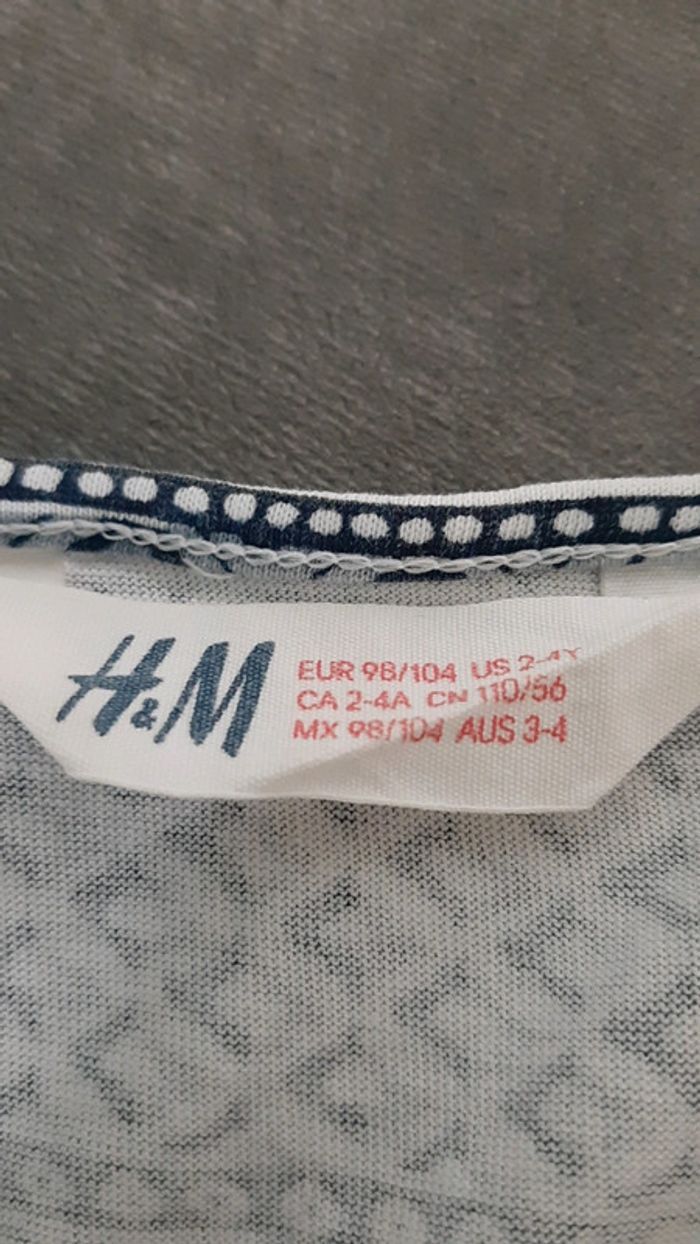 H&M
EUR 98/104 US 2-4Y
CA 2-4A CN 110/56
MX 98/104 AUS 3-4